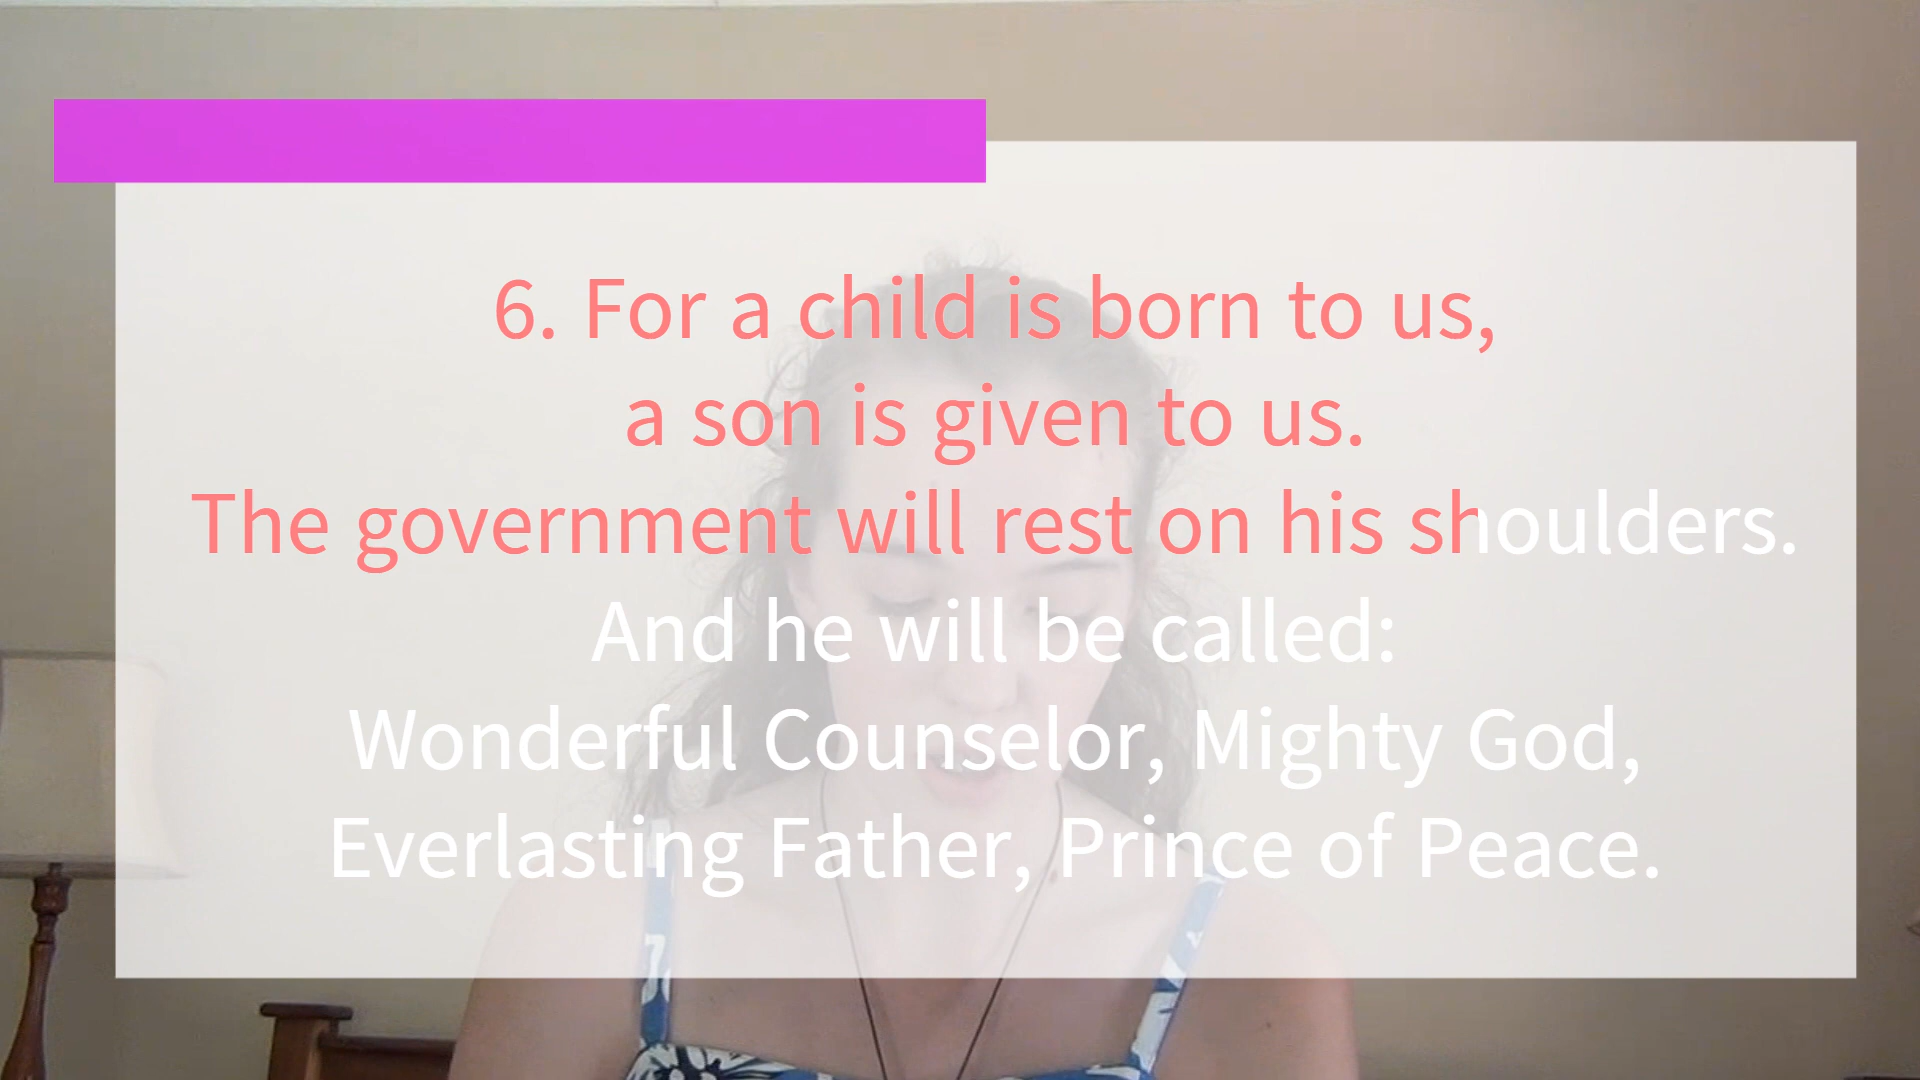 6. For a child is born to us,
a son is given to us.
The government will rest on his shoulders.
And he will be called:
Wonderful Counselor, Mighty God,
Everlasting Father, Prince of Peace.